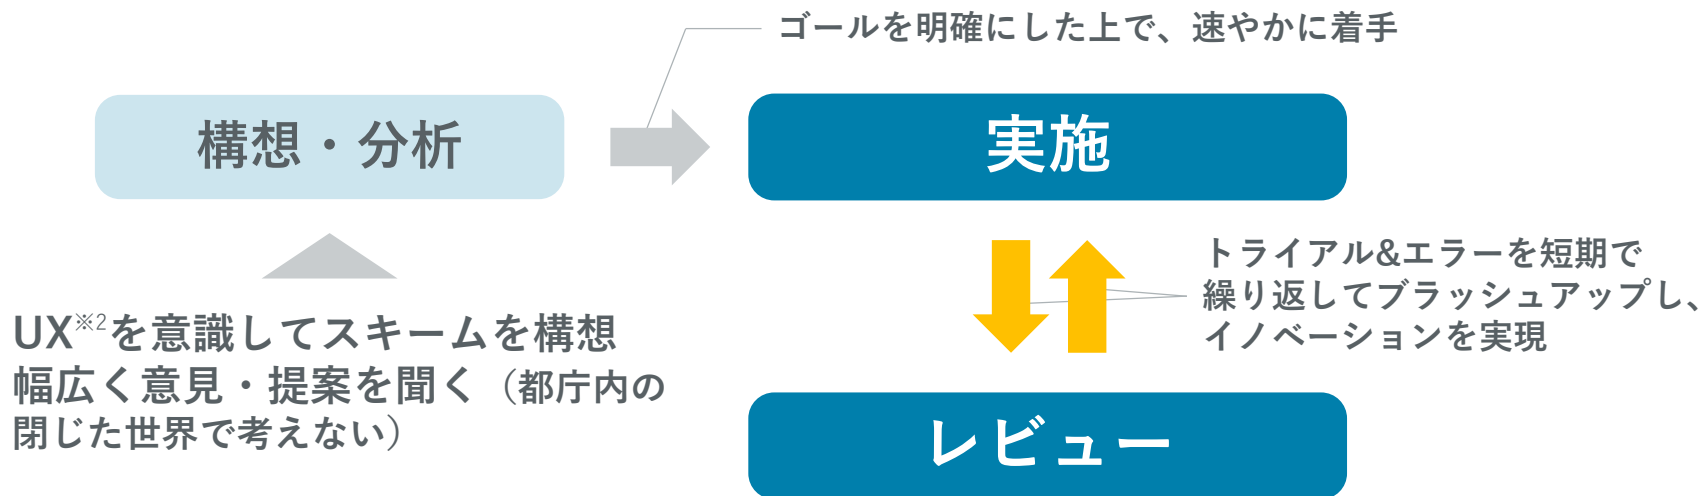 ゴールを明確にした上で、速やかに着手
構想・分析
実施
トライアル&エラーを短期で
繰り返してブラッシュアップし、
イノベーションを実現
UX※2を意識してスキームを構想
幅広く意見・提案を聞く（都庁内の
閉じた世界で考えない）
レビュー